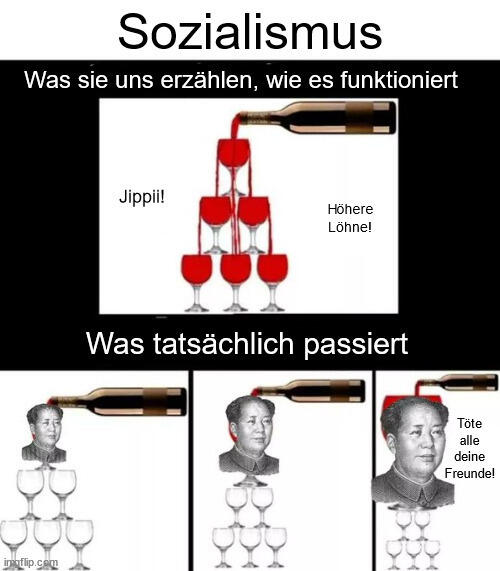 Sozialismus
Was sie uns erzählen, wie es funktioniert
Jippii!
Höhere
Löhne!
Was tatsächlich passiert
Töte
alle
deine
Freunde!
imgflip.com